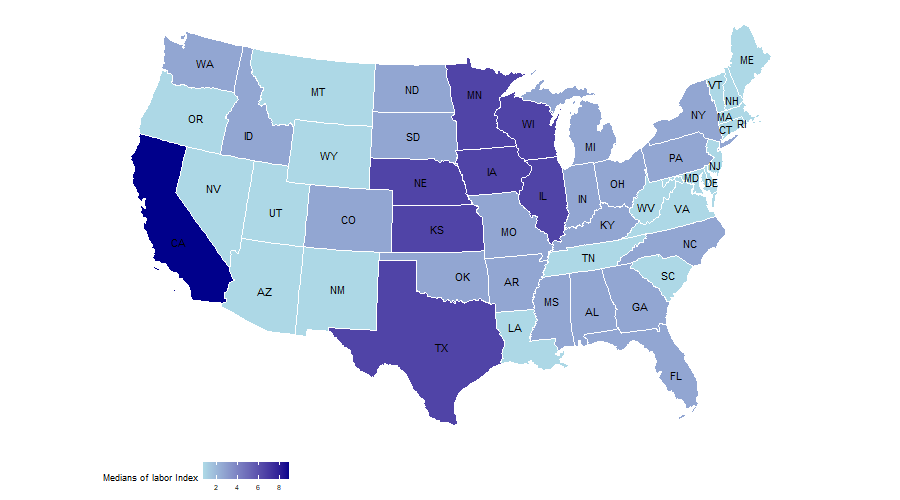 ME
WA
VT
MT
ND
MN
NH
OR
SD
WI
NY
MA
RI
ID
CT
MI
WY
PA
NJ
IA
MD
NV
NE
OH
DE
IL
IN
UT
CO
WV
VA
KY
KS
MO
CA
NC
TN
OK
SC
AZ
NM
AR
MS
GA
AL
LA
TX
FL
Medians of labor Index
2 4 6 8